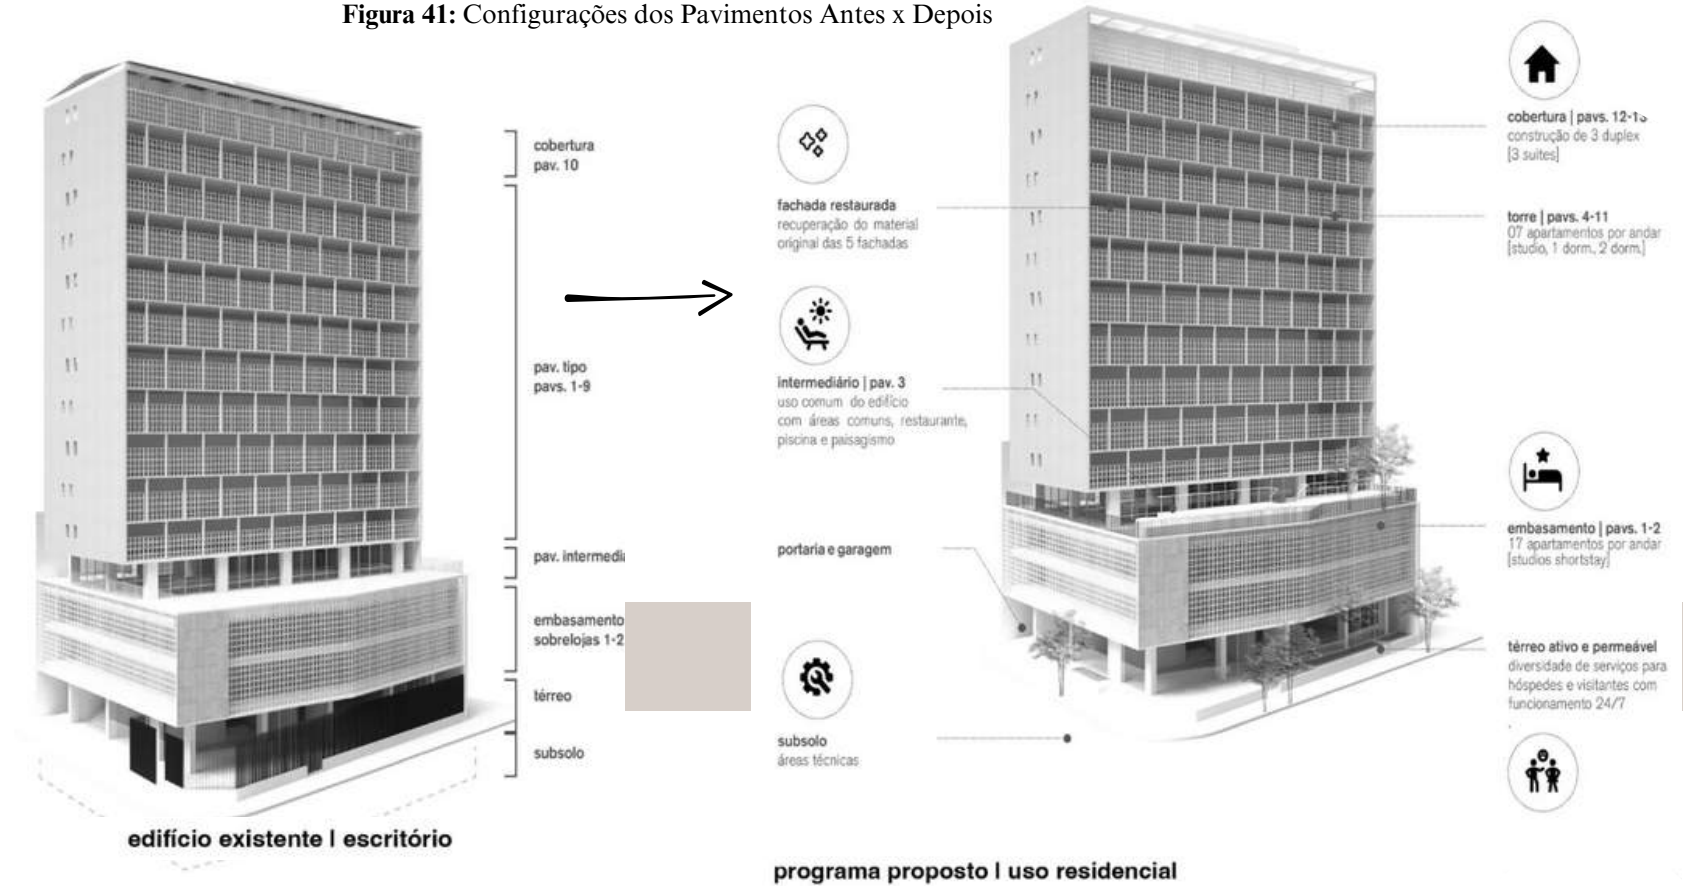 Figura 41: Configurações dos Pavimentos Antes x Depois
cobertura
pav. 10
pav. tipo
pavs. 1-9
pav. intermedi
embasamento
sobrelojas 1-2
térreo
subsolo
edifício existente | escritório
fachada restaurada
recuperação do material
original das 5 fachadas
intermediário | pav. 3
uso comum do edifício
com áreas comuns, restaurante,
piscina e paisagismo
portaria e garagem
subsolo
áreas técnicas
cobertura | pavs.
construção de 3 duplex
[3 suites]
torre | pavs. 4-11
07 apartamentos por andar
[studio, 1 dorm., 2 dorm.]
embasamento | pavs. 1-2
17 apartamentos por andar
[studios shortstay]
térreo ativo e permeável
diversidade de serviços para
hóspedes e visitantes com
funcionamento 24/7
programa proposto | uso residencial